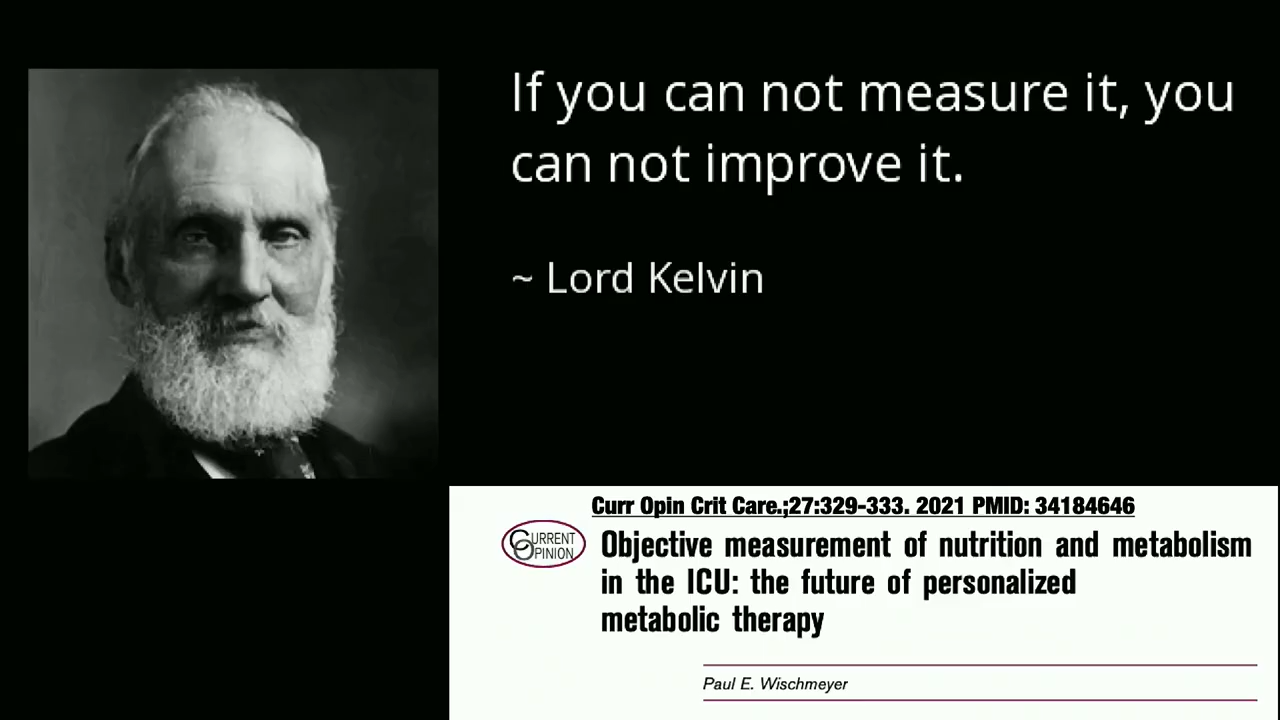 If you can not measure it, you
can not improve it.
~ Lord Kelvin
Curr Opin Crit Care.;27:329-333. 2021 PMID: 34184646
CURRENT
OPINION
Objective measurement of nutrition and metabolism
in the ICU: the future of personalized
metabolic therapy
Paul E. Wischmeyer